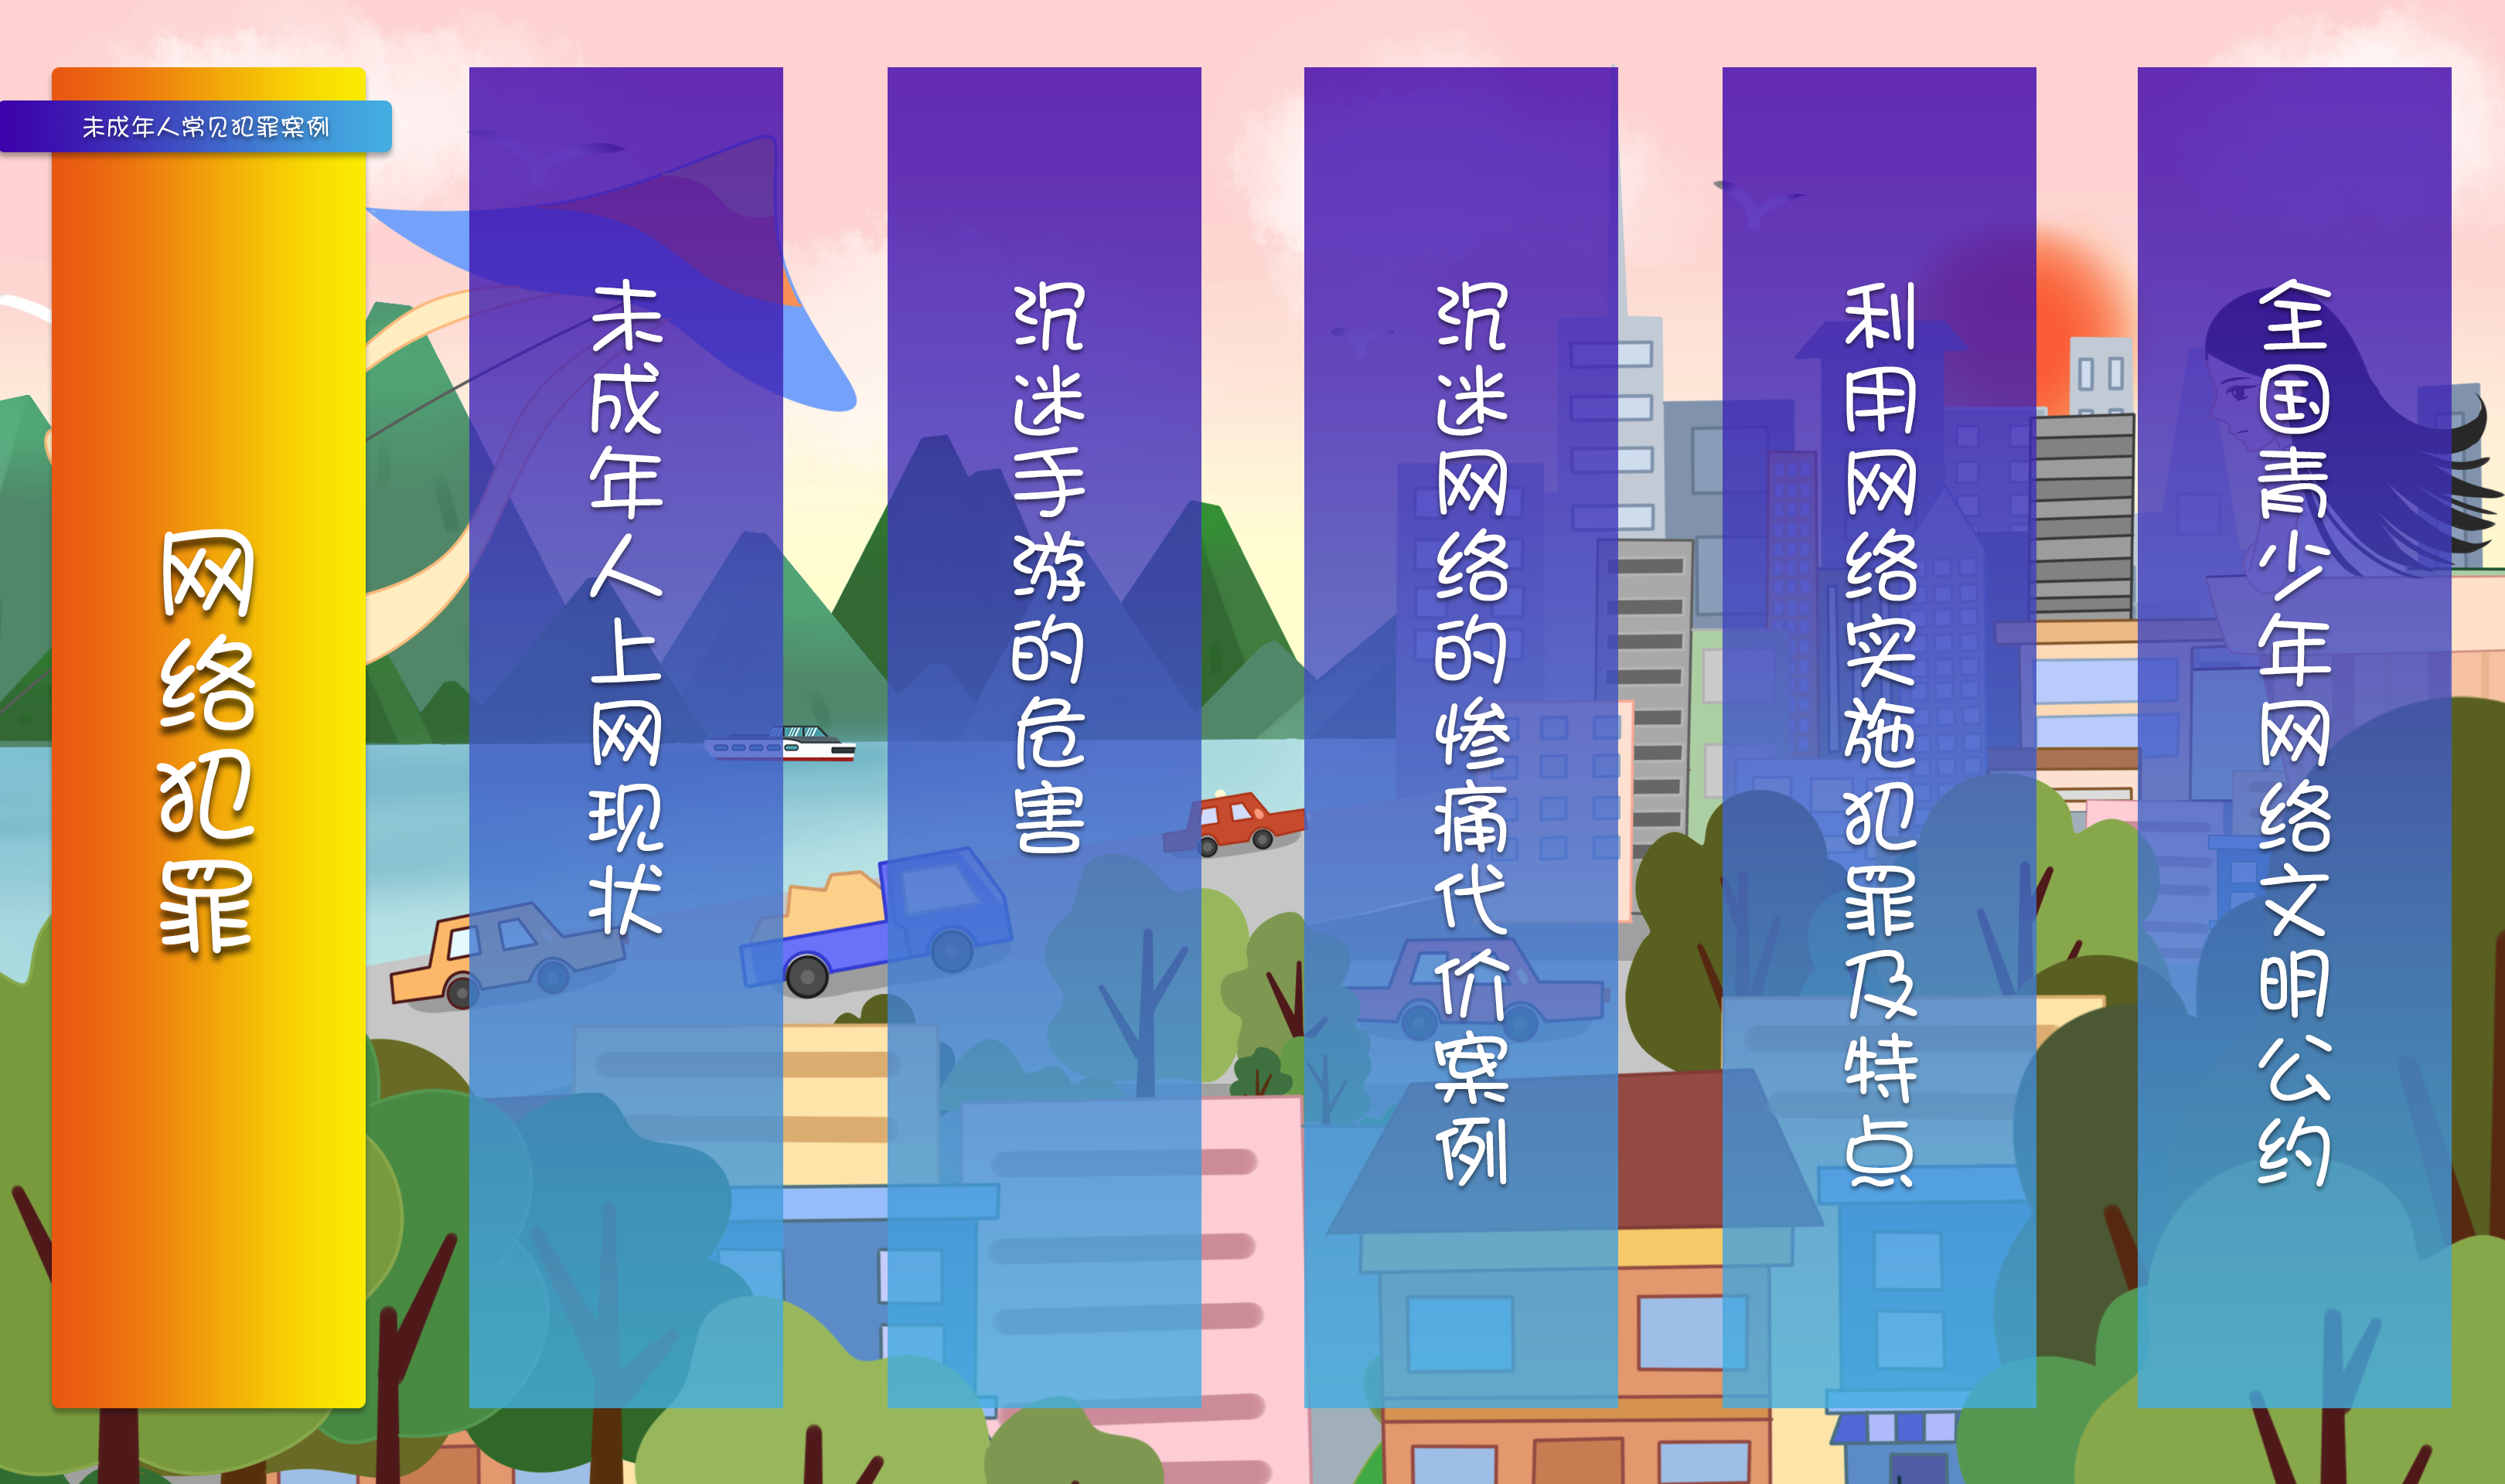 未成年人常见犯罪案例
网络犯罪
未成年人上网现状
沉迷手游的危害
沉迷网络的惨痛代价案例
利用网络实施犯罪及特点
全国青少年网络文明公约